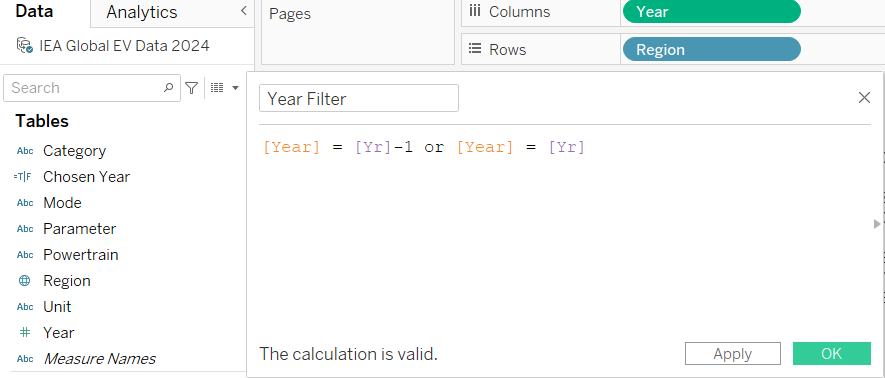 Data
Analytics
<
Pages
Columns
Year
IEA Global EV Data 2024
Rows
Region
Search
Year Filter
Tables
[Year] = [Yr]-1 or [Year] = [Yr]
Abc Category
=T|F Chosen Year
Abc Mode
Abc Parameter
Abc Powertrain
Region
Abc Unit
# Year
Abc Measure Names
The calculation is valid.
Apply
OK